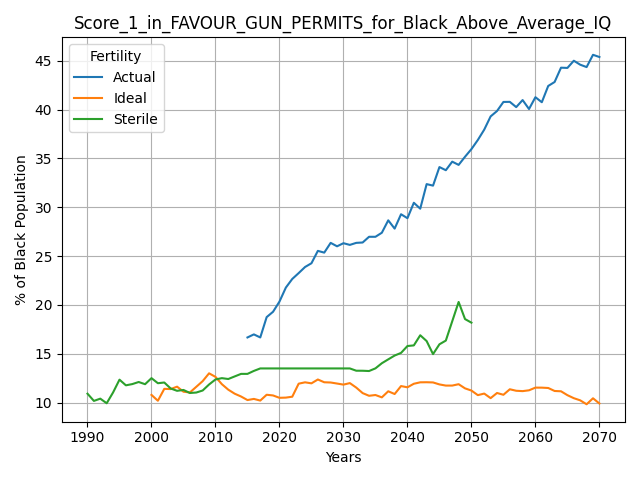 Score_1_in_FAVOUR_GUN_PERMITS_for_Black_Above_Average_IQ
Fertility
Actual
Ideal
Sterile
% of Black Population
45
40
35
30
25
20
15
10
1990 2000 2010 2020 2030 2040 2050 2060 2070
Years